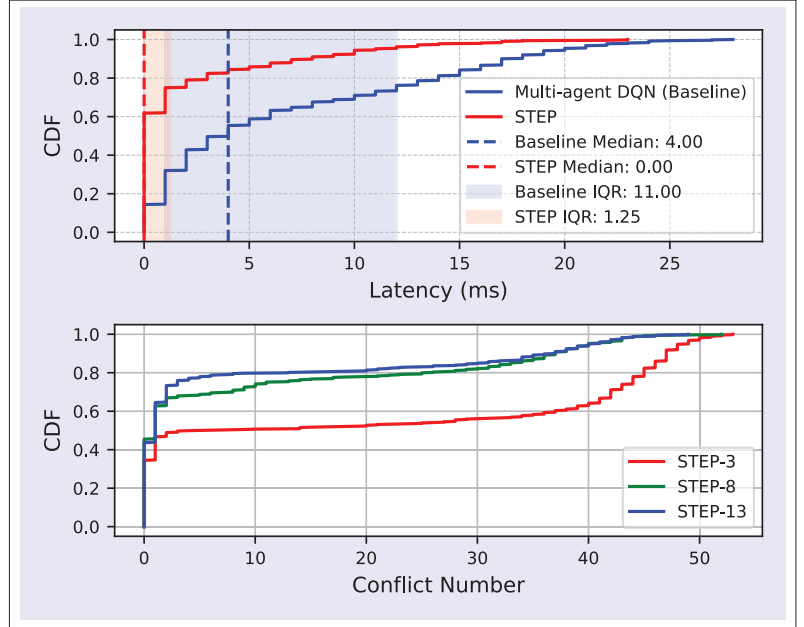 1.0
0.8
0.6
0.4
0.2
0.0
CDF
Multi-agent DQN (Baseline)
STEP
Baseline Median: 4.00
STEP Median: 0.00
Baseline IQR: 11.00
STEP IQR: 1.25
0 5 10 15 20 25
Latency (ms)
1.0
0.8
0.6
0.4
0.2
0.0
CDF
STEP-3
STEP-8
STEP-13
0 10 20 30 40 50
Conflict Number